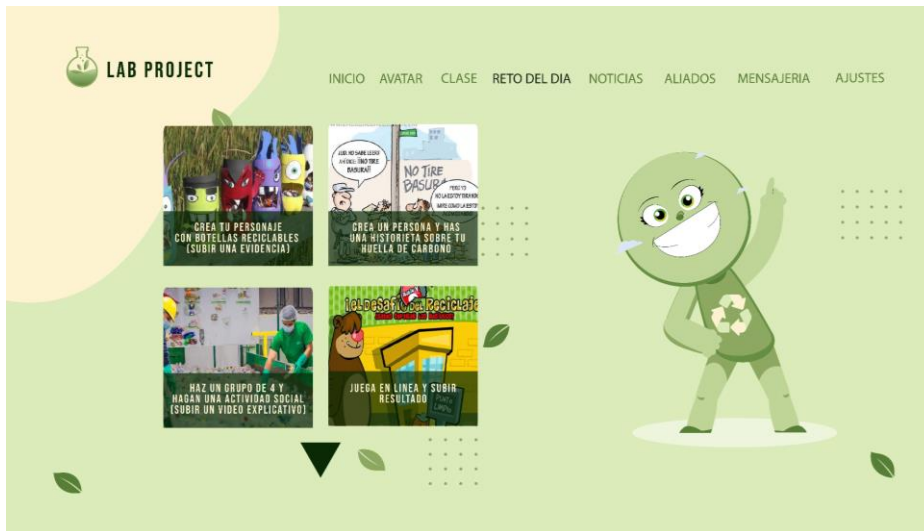 LAB PROJECT
INICIO AVATAR CLASE RETO DEL DIA NOTICIAS ALIADOS MENSAJERIA AJUSTES
CREA TU PERSONAJE
CON BOTELLAS RECICLABLES
(SUBIR UNA EVIDENCIA)
NO TIRE
BASURA
CREA UN PERSONA Y HAS
UNA HISTORIETA SOBRE TU
HUELLA DE CARBONO
HAZ UN GRUPO DE 4 Y
HAGAN UNA ACTIVIDAD SOCIAL
(SUBIR UN VIDEO EXPLICATIVO)
¡EL DESAFÍO DEL Reciclaje
JUEGA EN LINEA Y SUBIR
RESULTADO